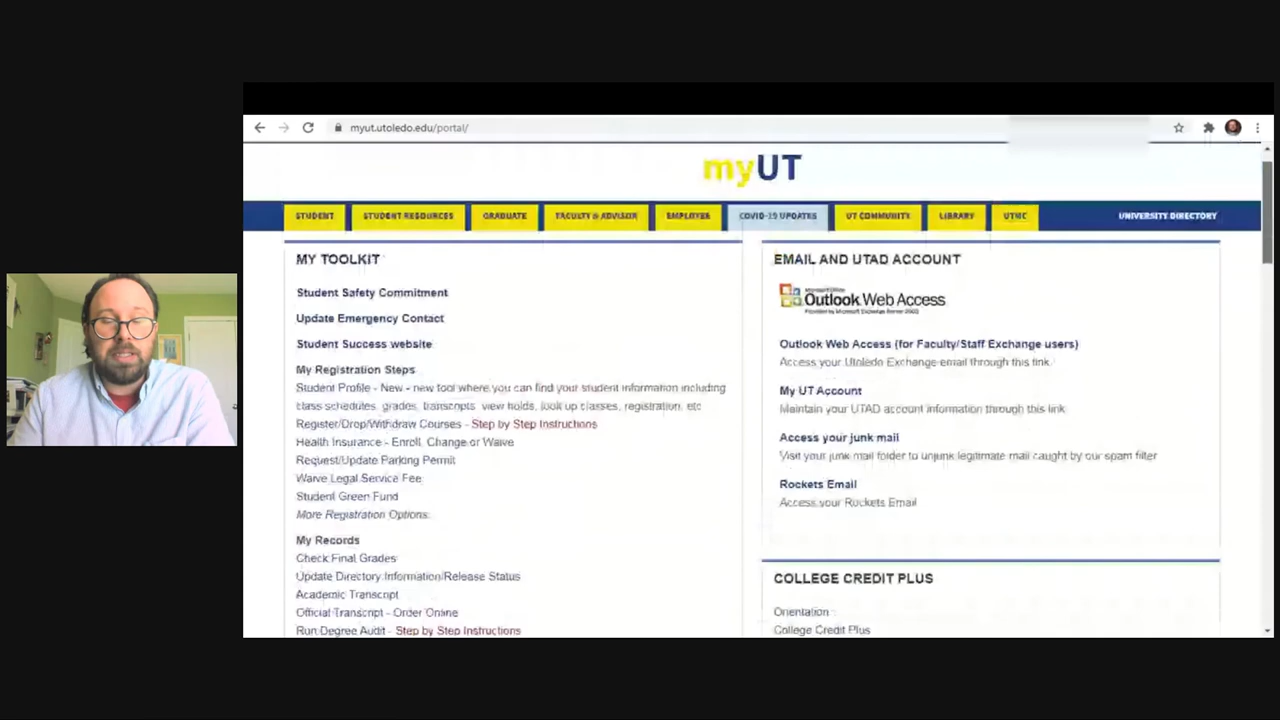 myut.utoledo.edu/portal/
myUT
STUDENT
STUDENT RESOURCES
GRADUATE
FACULTY & ADVISOR
EMPLOYEE
COVID-19 UPDATES
UT COMMUNITY
LIBRARY
UTMC
UNIVERSITY DIRECTORY
MY TOOLKIT
Student Safety Commitment
Update Emergency Contact
Student Success website
My Registration Steps
Student Profile - New - new tool where you can find your student information including
class schedules, grades, transcripts, view holds, look up classes, registration, etc
Register/Drop/Withdraw Courses - Step by Step Instructions
Health Insurance - Enroll, Change or Waive
Request/Update Parking Permit
Waive Legal Service Fee
Student Green Fund
More Registration Options:
My Records
Check Final Grades
Update Directory Information/Release Status
Academic Transcript
Official Transcript - Order Online
Run Degree Audit - Step by Step Instructions
EMAIL AND UTAD ACCOUNT
Microsoft Office
Outlook Web Access
Provided by Microsoft Exchange Server 2003
Outlook Web Access (for Faculty/Staff Exchange users)
Access your Utoledo Exchange email through this link.
My UT Account
Maintain your UTAD account information through this link
Access your junk mail
Visit your junk mail folder to unjunk legitimate mail caught by our spam filter
Rockets Email
Access your Rockets Email
COLLEGE CREDIT PLUS
Orientation
College Credit Plus